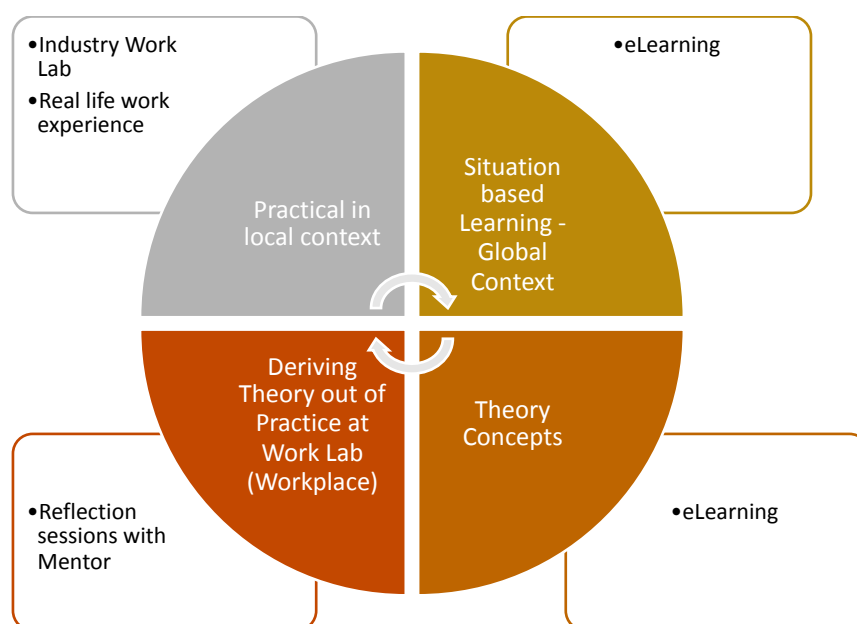 •Industry Work
Lab
•Real life work
experience
•eLearning
Practical in
local context
Situation
based
Learning -
Global
Context
Deriving
Theory out of
Practice at
Work Lab
(Workplace)
Theory
Concepts
•Reflection
sessions with
Mentor
•eLearning